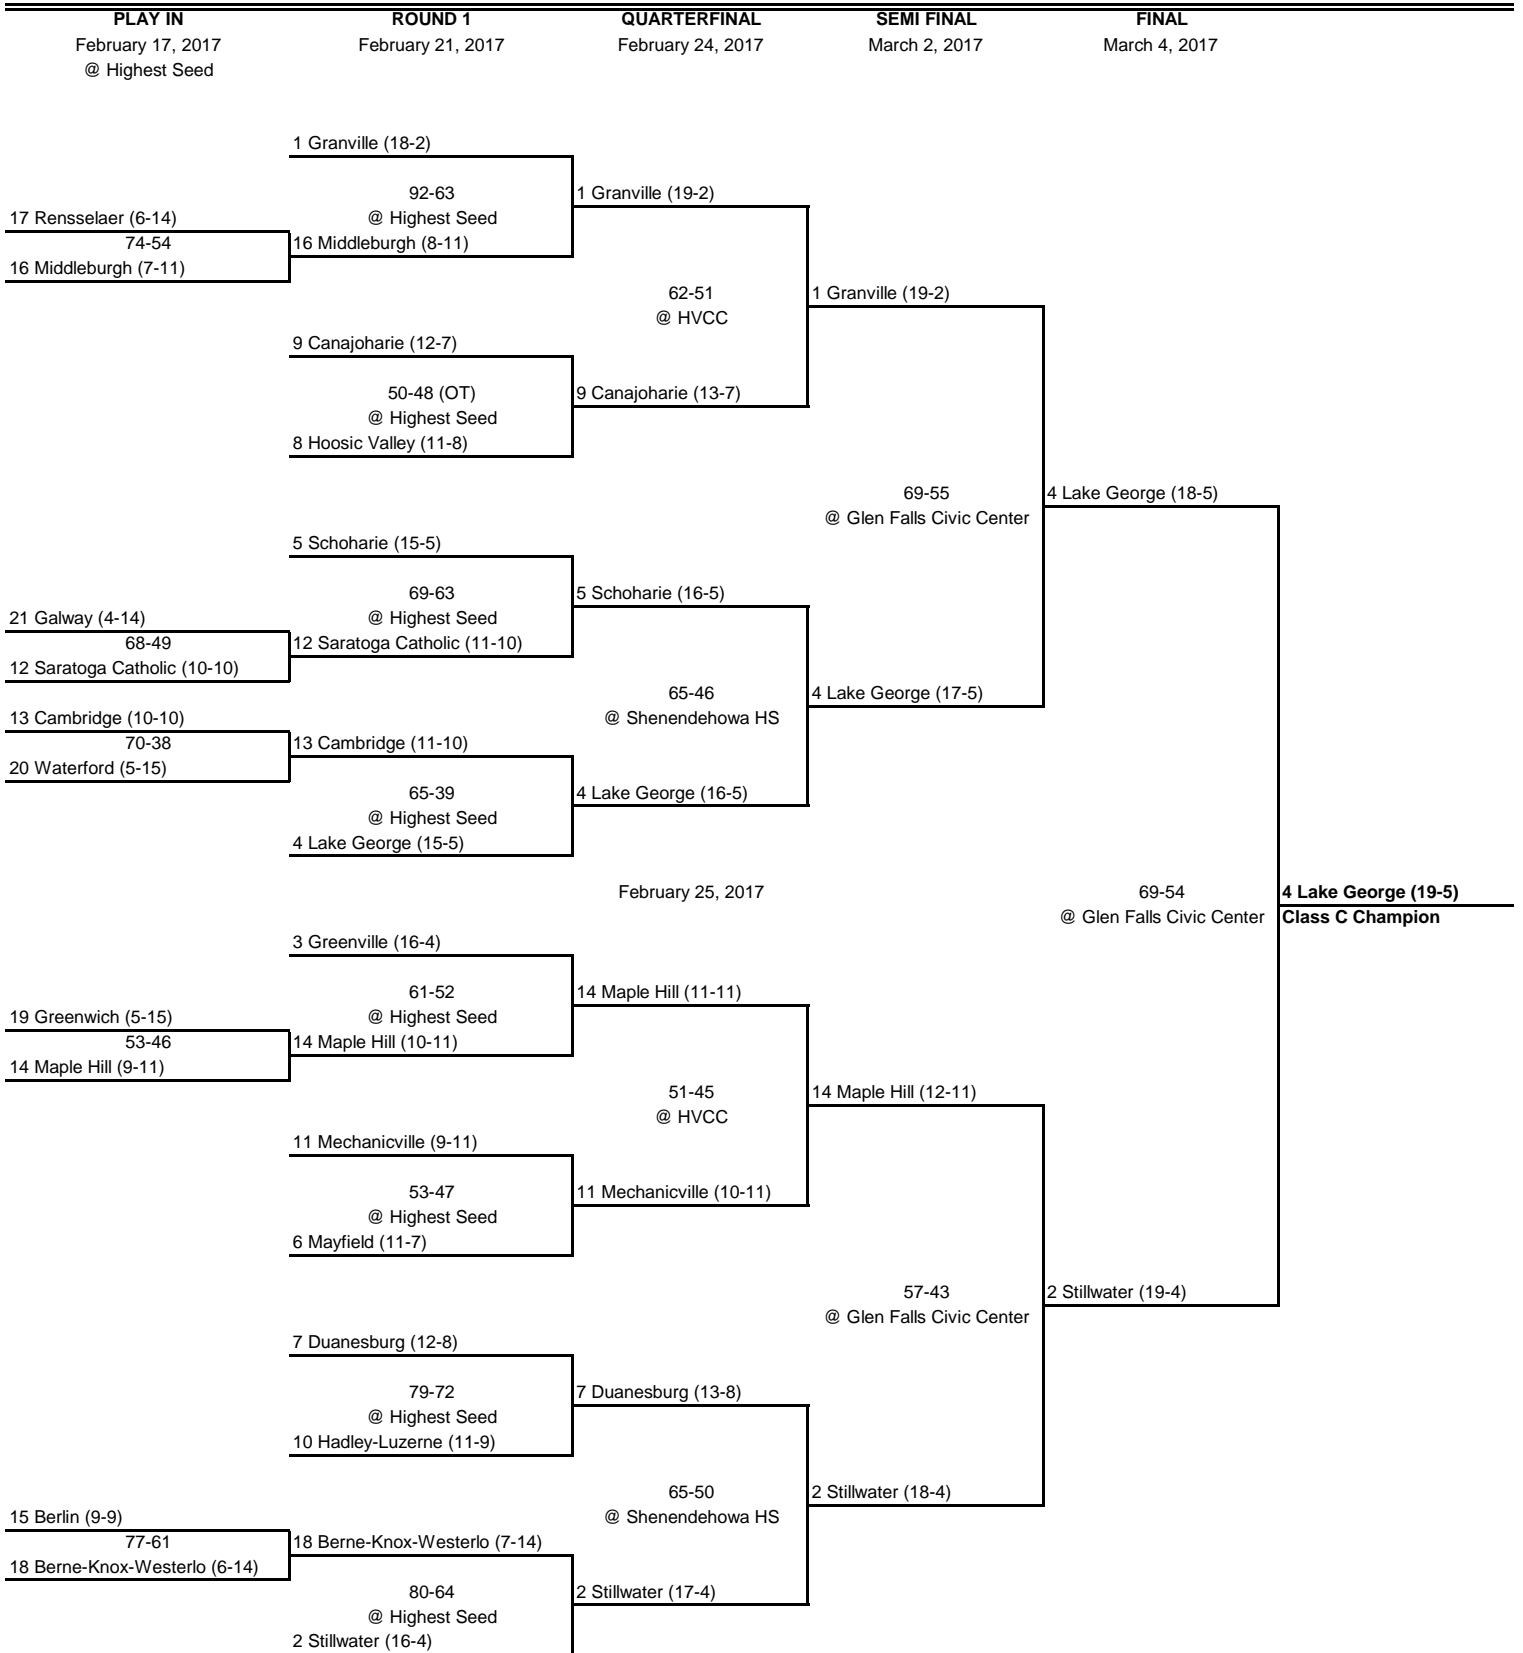 PLAY IN ROUND 1 QUARTERFINAL SEMI FINAL FINAL
February 17, 2017 February 21, 2017 February 24, 2017 March 2, 2017 March 4, 2017
@ Highest Seed
1 Granville (18-2)
92-63 1 Granville (19-2)
17 Rensselaer (6-14) @ Highest Seed
74-54 16 Middleburgh (8-11)
16 Middleburgh (7-11)
62-51 1 Granville (19-2)
@ HVCC
9 Canajoharie (12-7)
50-48 (OT) 9 Canajoharie (13-7)
@ Highest Seed
8 Hoosic Valley (11-8)
69-55 4 Lake George (18-5)
@ Glen Falls Civic Center
5 Schoharie (15-5)
69-63 5 Schoharie (16-5)
21 Galway (4-14) @ Highest Seed
68-49 12 Saratoga Catholic (11-10)
12 Saratoga Catholic (10-10)
65-46 4 Lake George (17-5)
13 Cambridge (10-10) @ Shenendehowa HS
70-38 13 Cambridge (11-10)
20 Waterford (5-15)
65-39 4 Lake George (16-5)
@ Highest Seed
4 Lake George (15-5)
February 25, 2017 69-54 4 Lake George (19-5)
@ Glen Falls Civic Center Class C Champion
3 Greenville (16-4)
61-52 14 Maple Hill (11-11)
19 Greenwich (5-15) @ Highest Seed
53-46 14 Maple Hill (10-11)
14 Maple Hill (9-11)
51-45 14 Maple Hill (12-11)
@ HVCC
11 Mechanicville (9-11)
53-47 11 Mechanicville (10-11)
@ Highest Seed
6 Mayfield (11-7)
57-43 2 Stillwater (19-4)
@ Glen Falls Civic Center
7 Duanesburg (12-8)
79-72 7 Duanesburg (13-8)
@ Highest Seed
10 Hadley-Luzerne (11-9)
65-50 2 Stillwater (18-4)
15 Berlin (9-9) @ Shenendehowa HS
77-61 18 Berne-Knox-Westerlo (7-14)
18 Berne-Knox-Westerlo (6-14)
80-64 2 Stillwater (17-4)
@ Highest Seed
2 Stillwater (16-4)